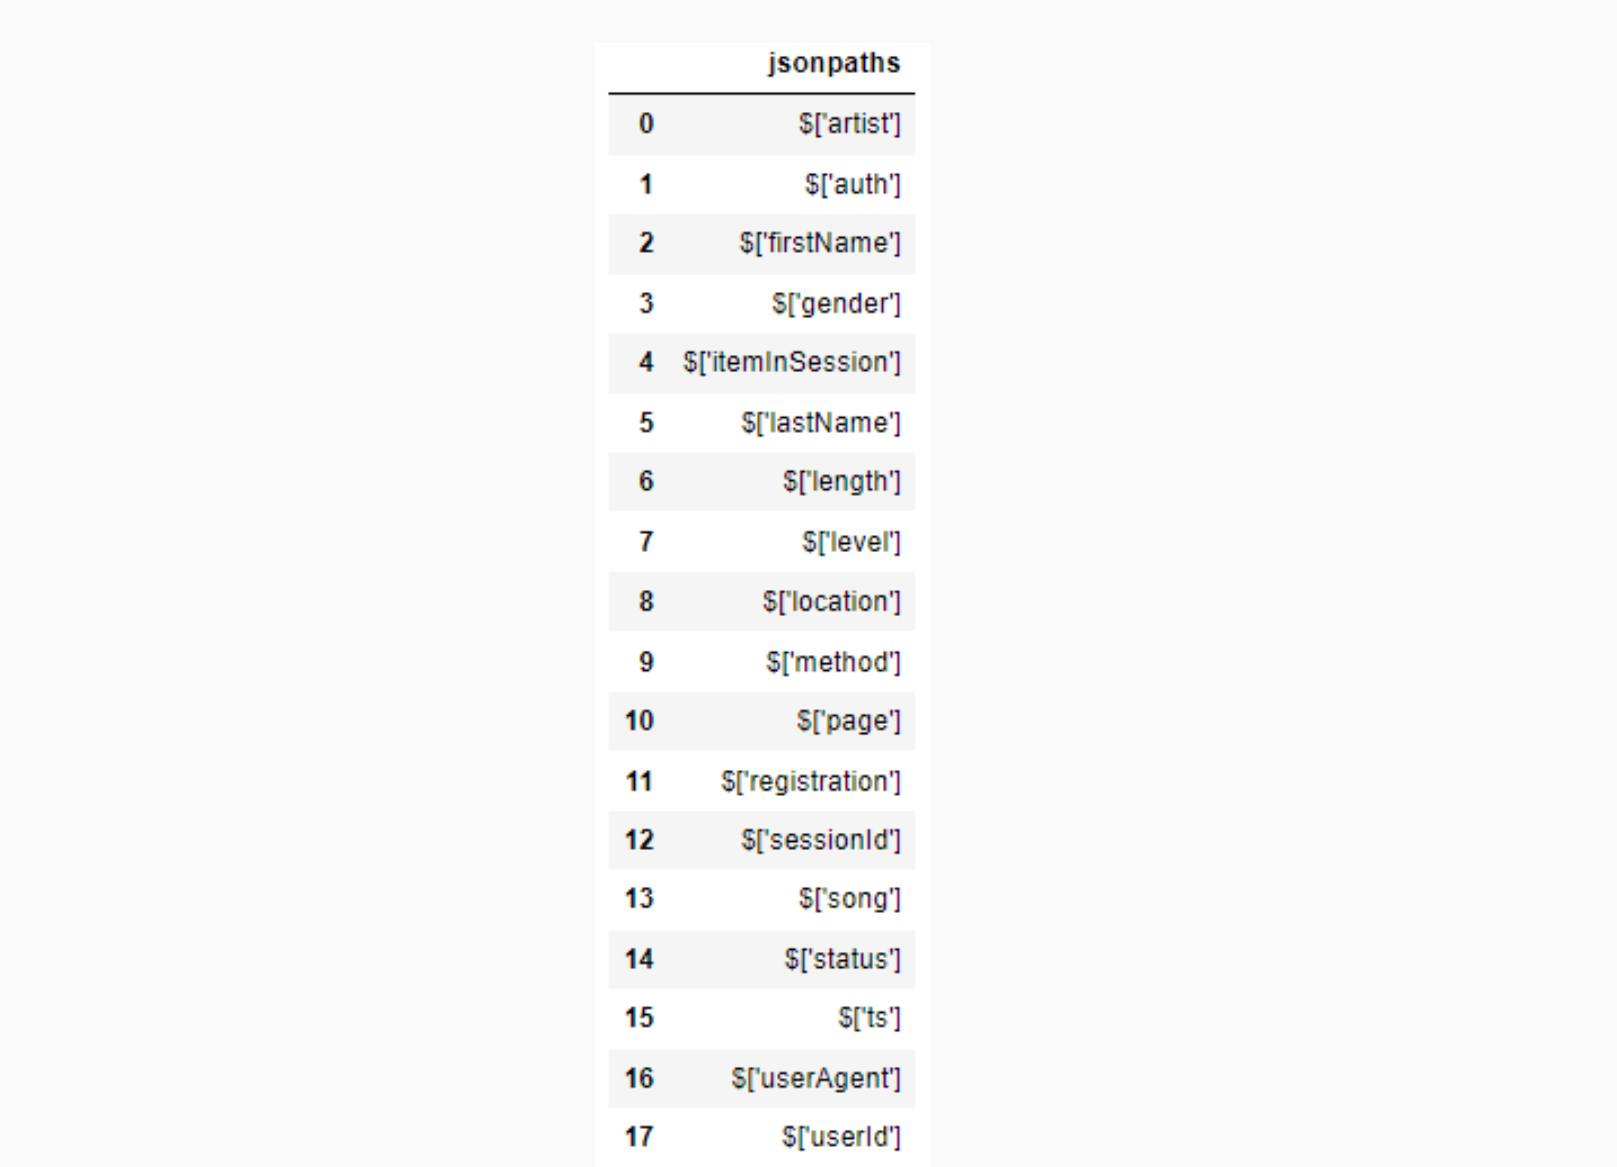 jsonpaths
0 $['artist']
1 $['auth']
2 $['firstName']
3 $['gender']
4 $['itemInSession']
5 $['lastName']
6 $['length']
7 $['level']
8 $['location']
9 $['method']
10 $['page']
11 $['registration']
12 $['sessionId']
13 $['song']
14 $['status']
15 $['ts']
16 $['userAgent']
17 $['userId']